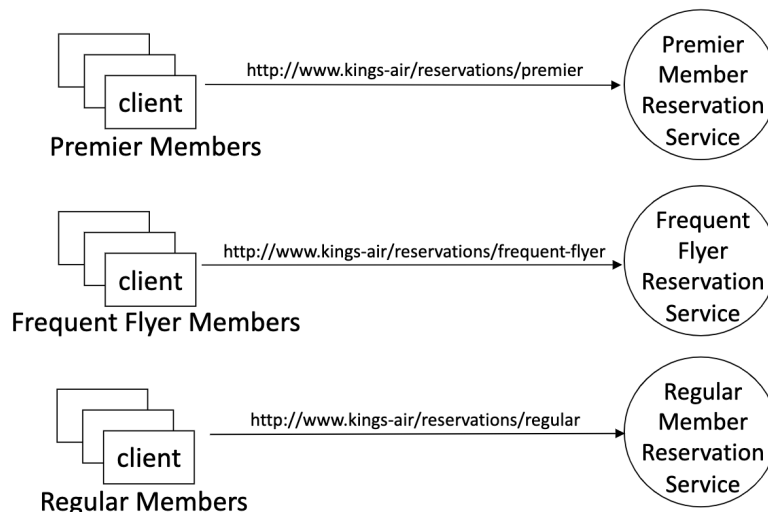 client
Premier Members
http://www.kings-air/reservations/premier
Premier
Member
Reservation
Service
client
Frequent Flyer Members
http://www.kings-air/reservations/frequent-flyer
Frequent
Flyer
Reservation
Service
client
Regular Members
http://www.kings-air/reservations/regular
Regular
Member
Reservation
Service